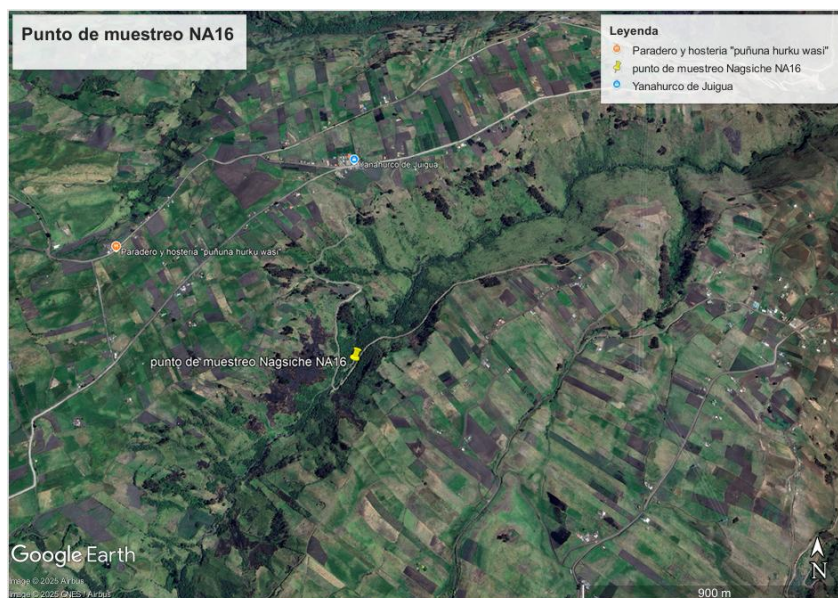 Punto de muestreo NA16
Leyenda
Paradero y hosteria "puñuna hurku wasi"
punto de muestreo Nagsiche NA16
Yanahurco de Juigua
Yanahurco de Juigua
Paradero y hosteria "puñuna hurku wasi"
punto de muestreo Nagsiche NA16
Google Earth
Image © 2025 Airbus
Image © 2025 CNES / Airbus
900 m
N